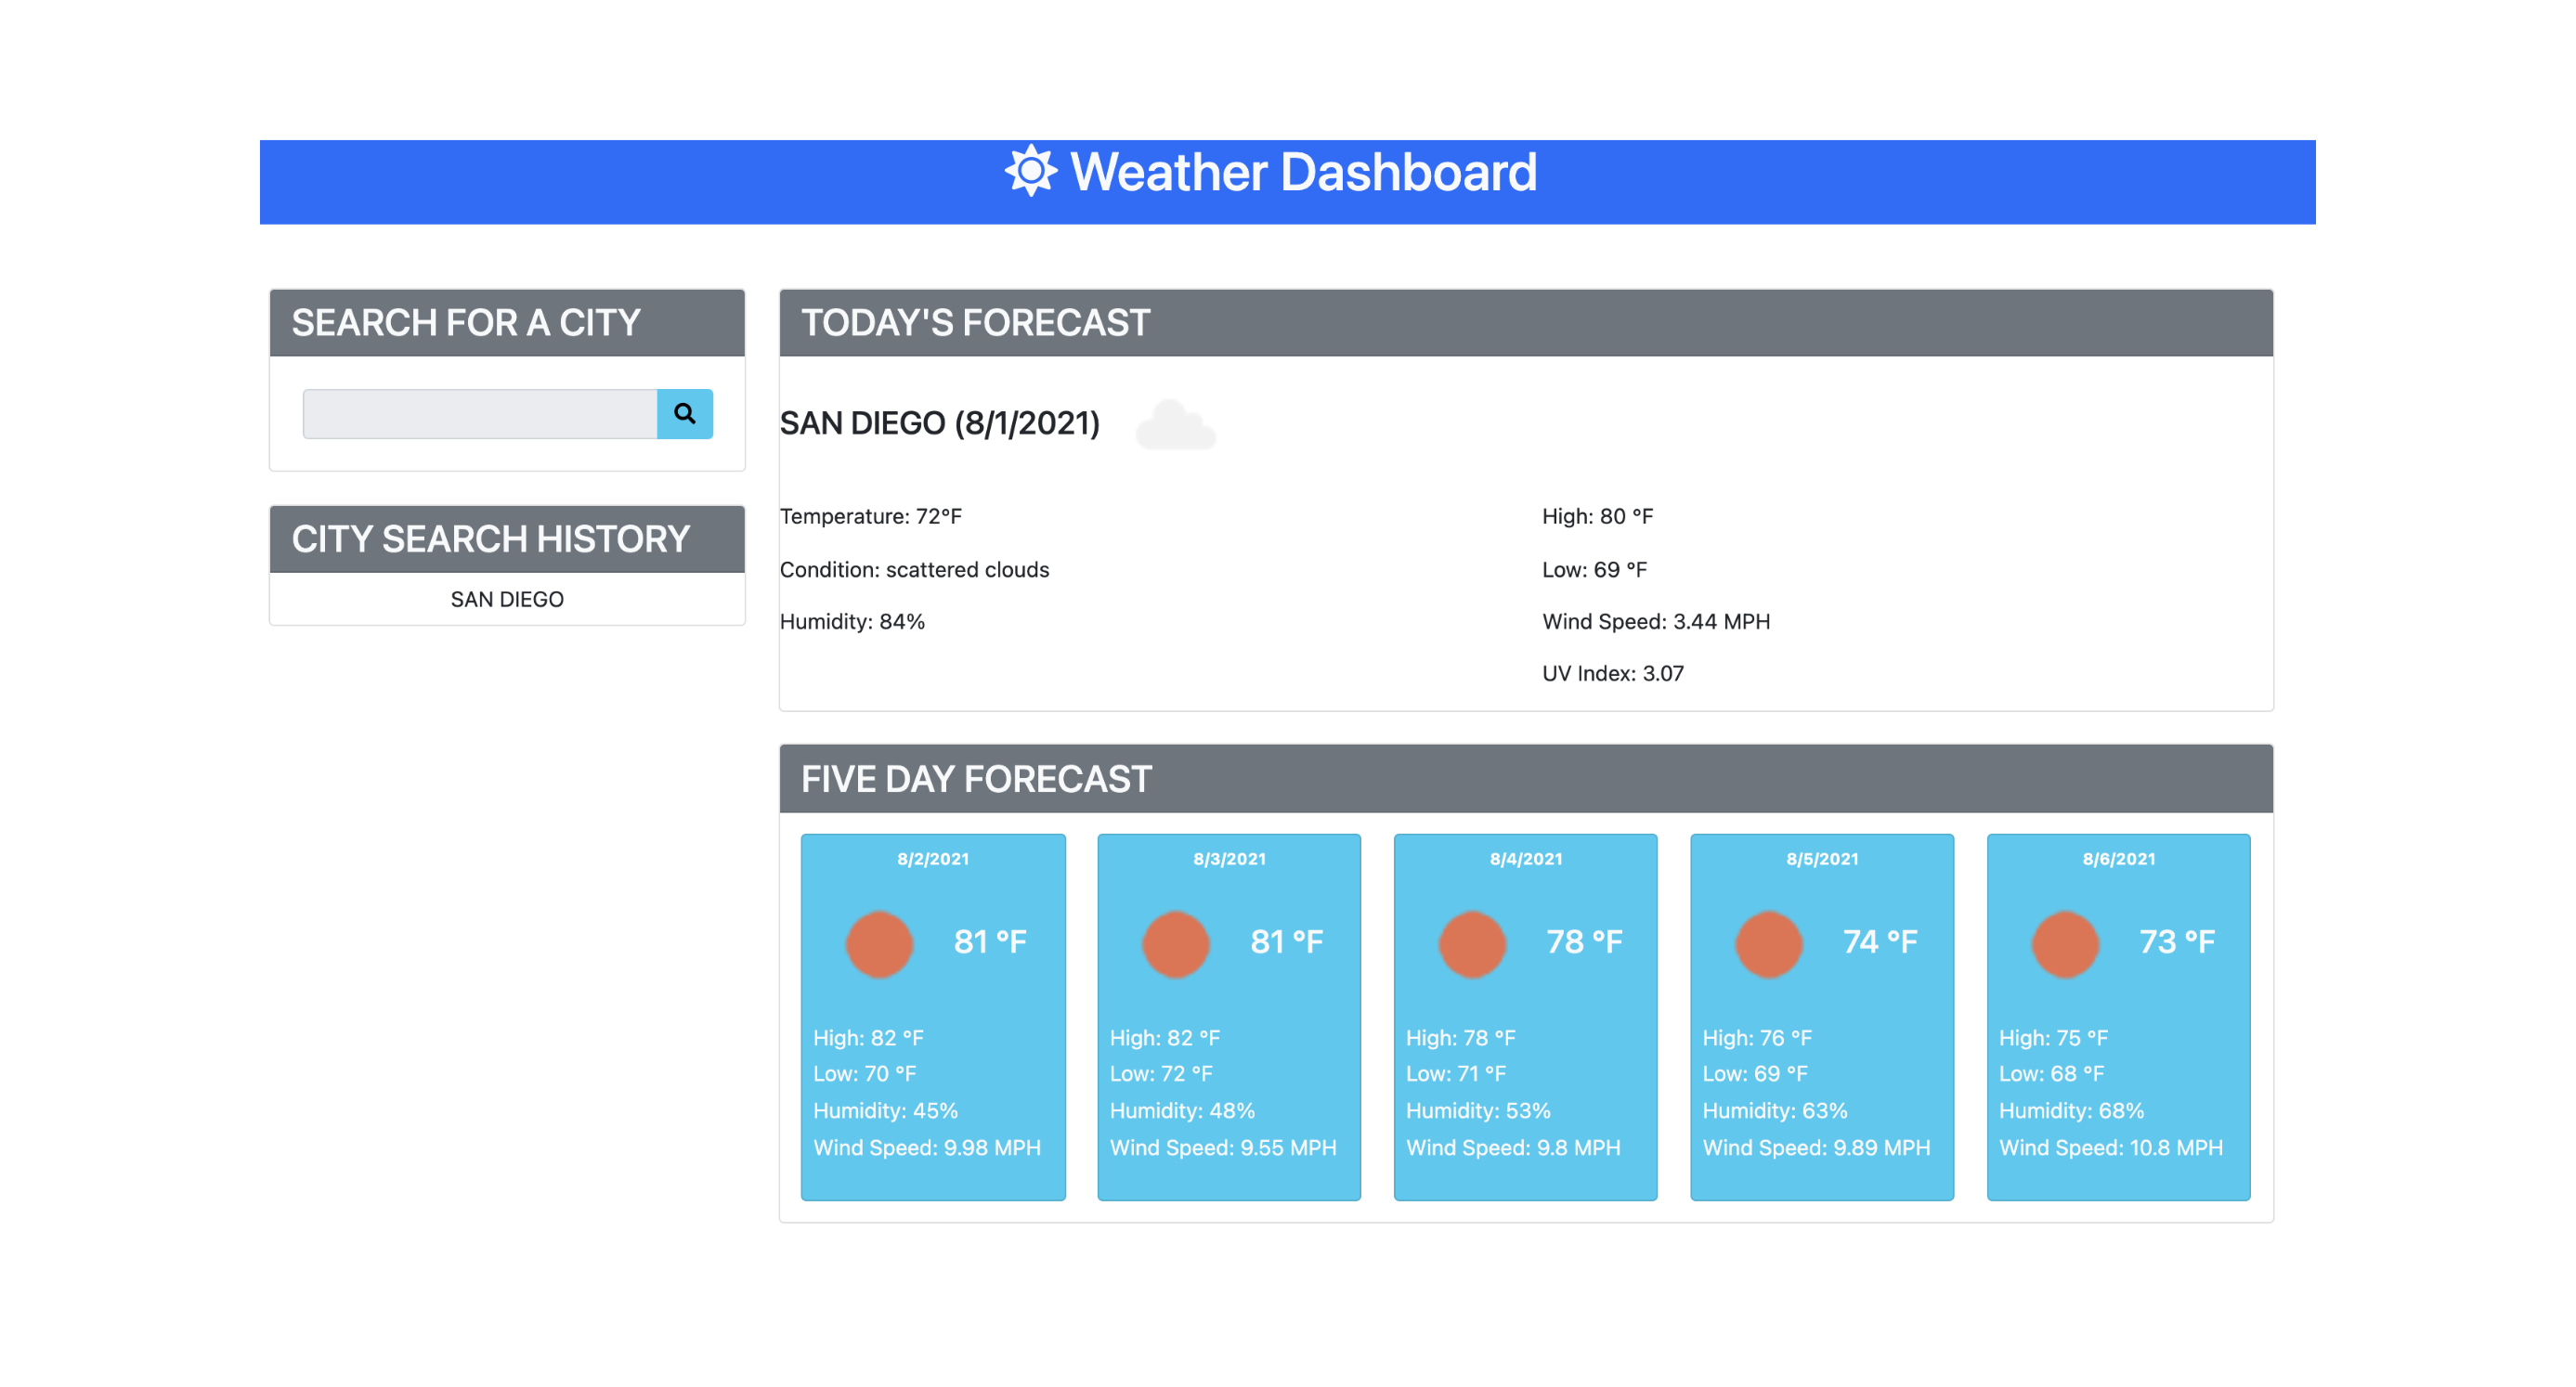 Weather Dashboard
SEARCH FOR A CITY
CITY SEARCH HISTORY
SAN DIEGO
TODAY'S FORECAST
SAN DIEGO (8/1/2021)
Temperature: 72°F
Condition: scattered clouds
Humidity: 84%
High: 80 °F
Low: 69 °F
Wind Speed: 3.44 MPH
UV Index: 3.07
FIVE DAY FORECAST
8/2/2021
81 °F
High: 82 °F
Low: 70 °F
Humidity: 45%
Wind Speed: 9.98 MPH
8/3/2021
81 °F
High: 82 °F
Low: 72 °F
Humidity: 48%
Wind Speed: 9.55 MPH
8/4/2021
78 °F
High: 78 °F
Low: 71 °F
Humidity: 53%
Wind Speed: 9.8 MPH
8/5/2021
74 °F
High: 76 °F
Low: 69 °F
Humidity: 63%
Wind Speed: 9.89 MPH
8/6/2021
73 °F
High: 75 °F
Low: 68 °F
Humidity: 68%
Wind Speed: 10.8 MPH